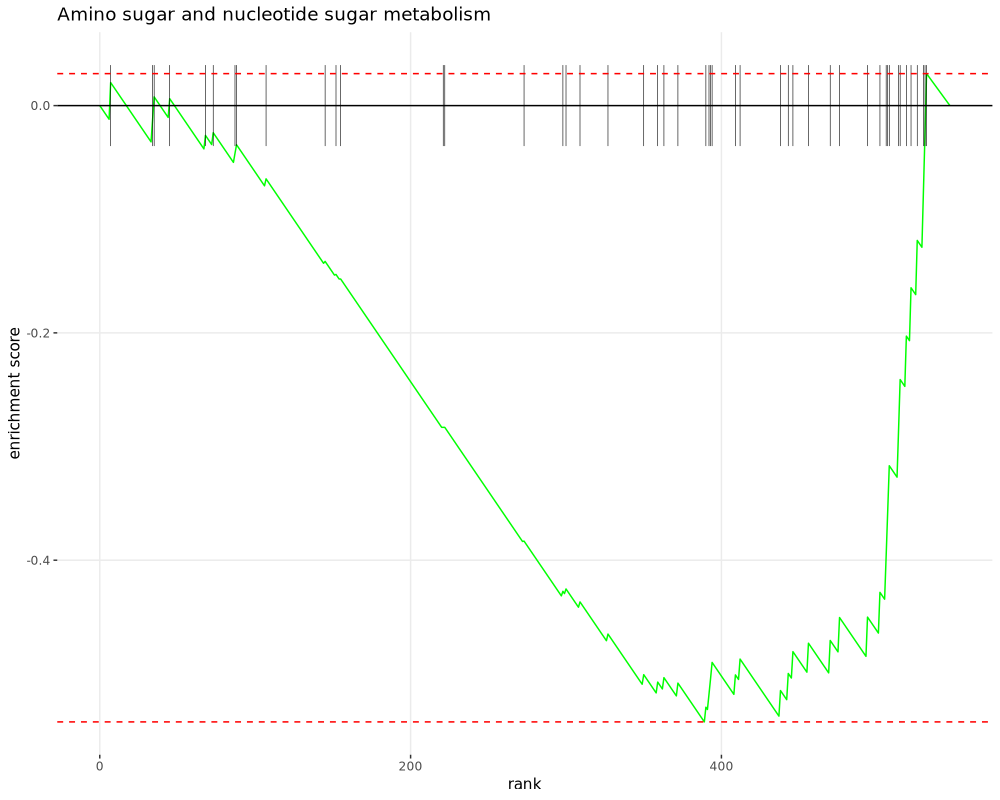 Amino sugar and nucleotide sugar metabolism
0.0
-0.2
-0.4
enrichment score
0
200
400
rank